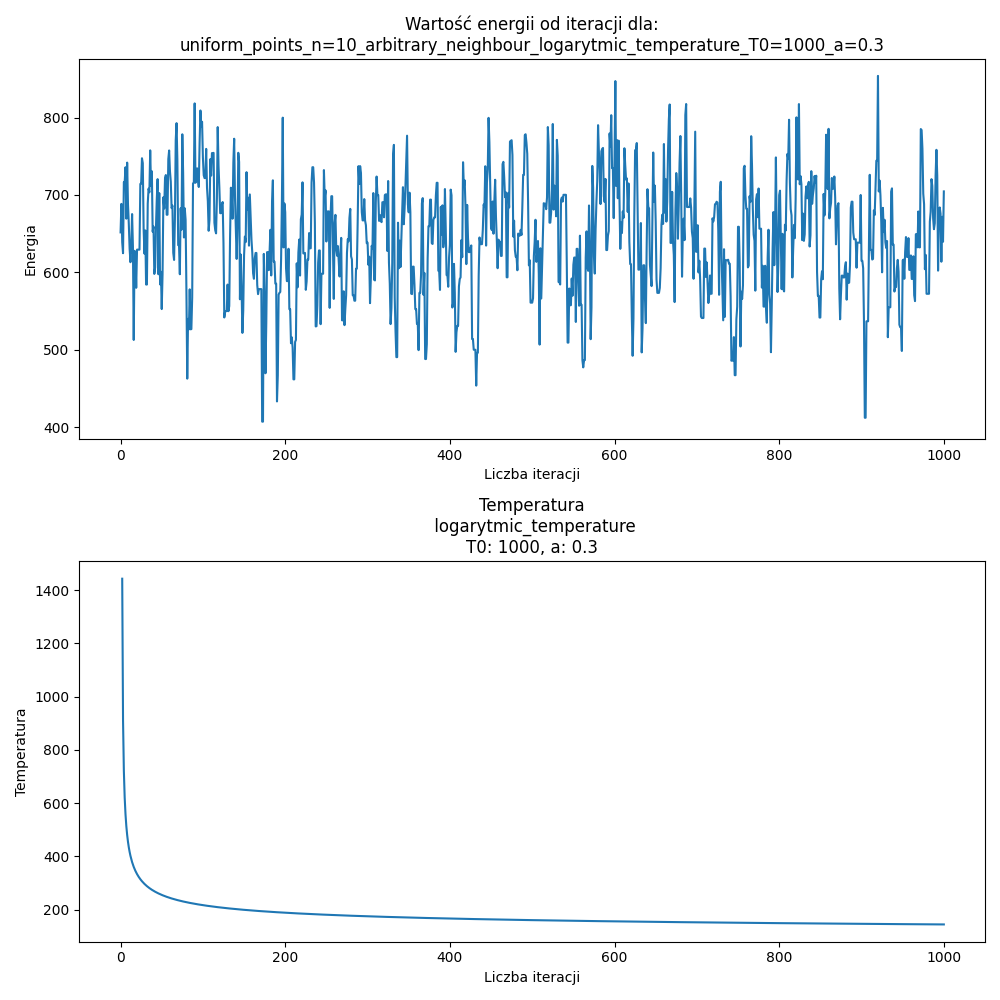 Wartość energii od iteracji dla:
uniform_points_n=10_arbitrary_neighbour_logarytmic_temperature_T0=1000_a=0.3
800
700
600
500
400
Energia
0 200 400 600 800 1000
Liczba iteracji
Temperatura
logarytmic_temperature
T0: 1000, a: 0.3
1400
1200
1000
800
600
400
200
Temperatura
0 200 400 600 800 1000
Liczba iteracji